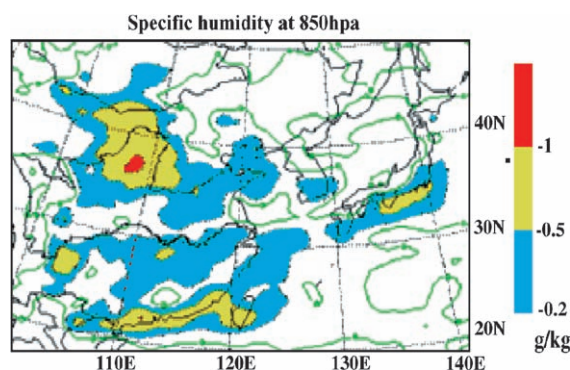 Specific humidity at 850hpa
40N
-1
-0.5
30N
-0.2
20N
g/kg
110E 120E 130E 140E